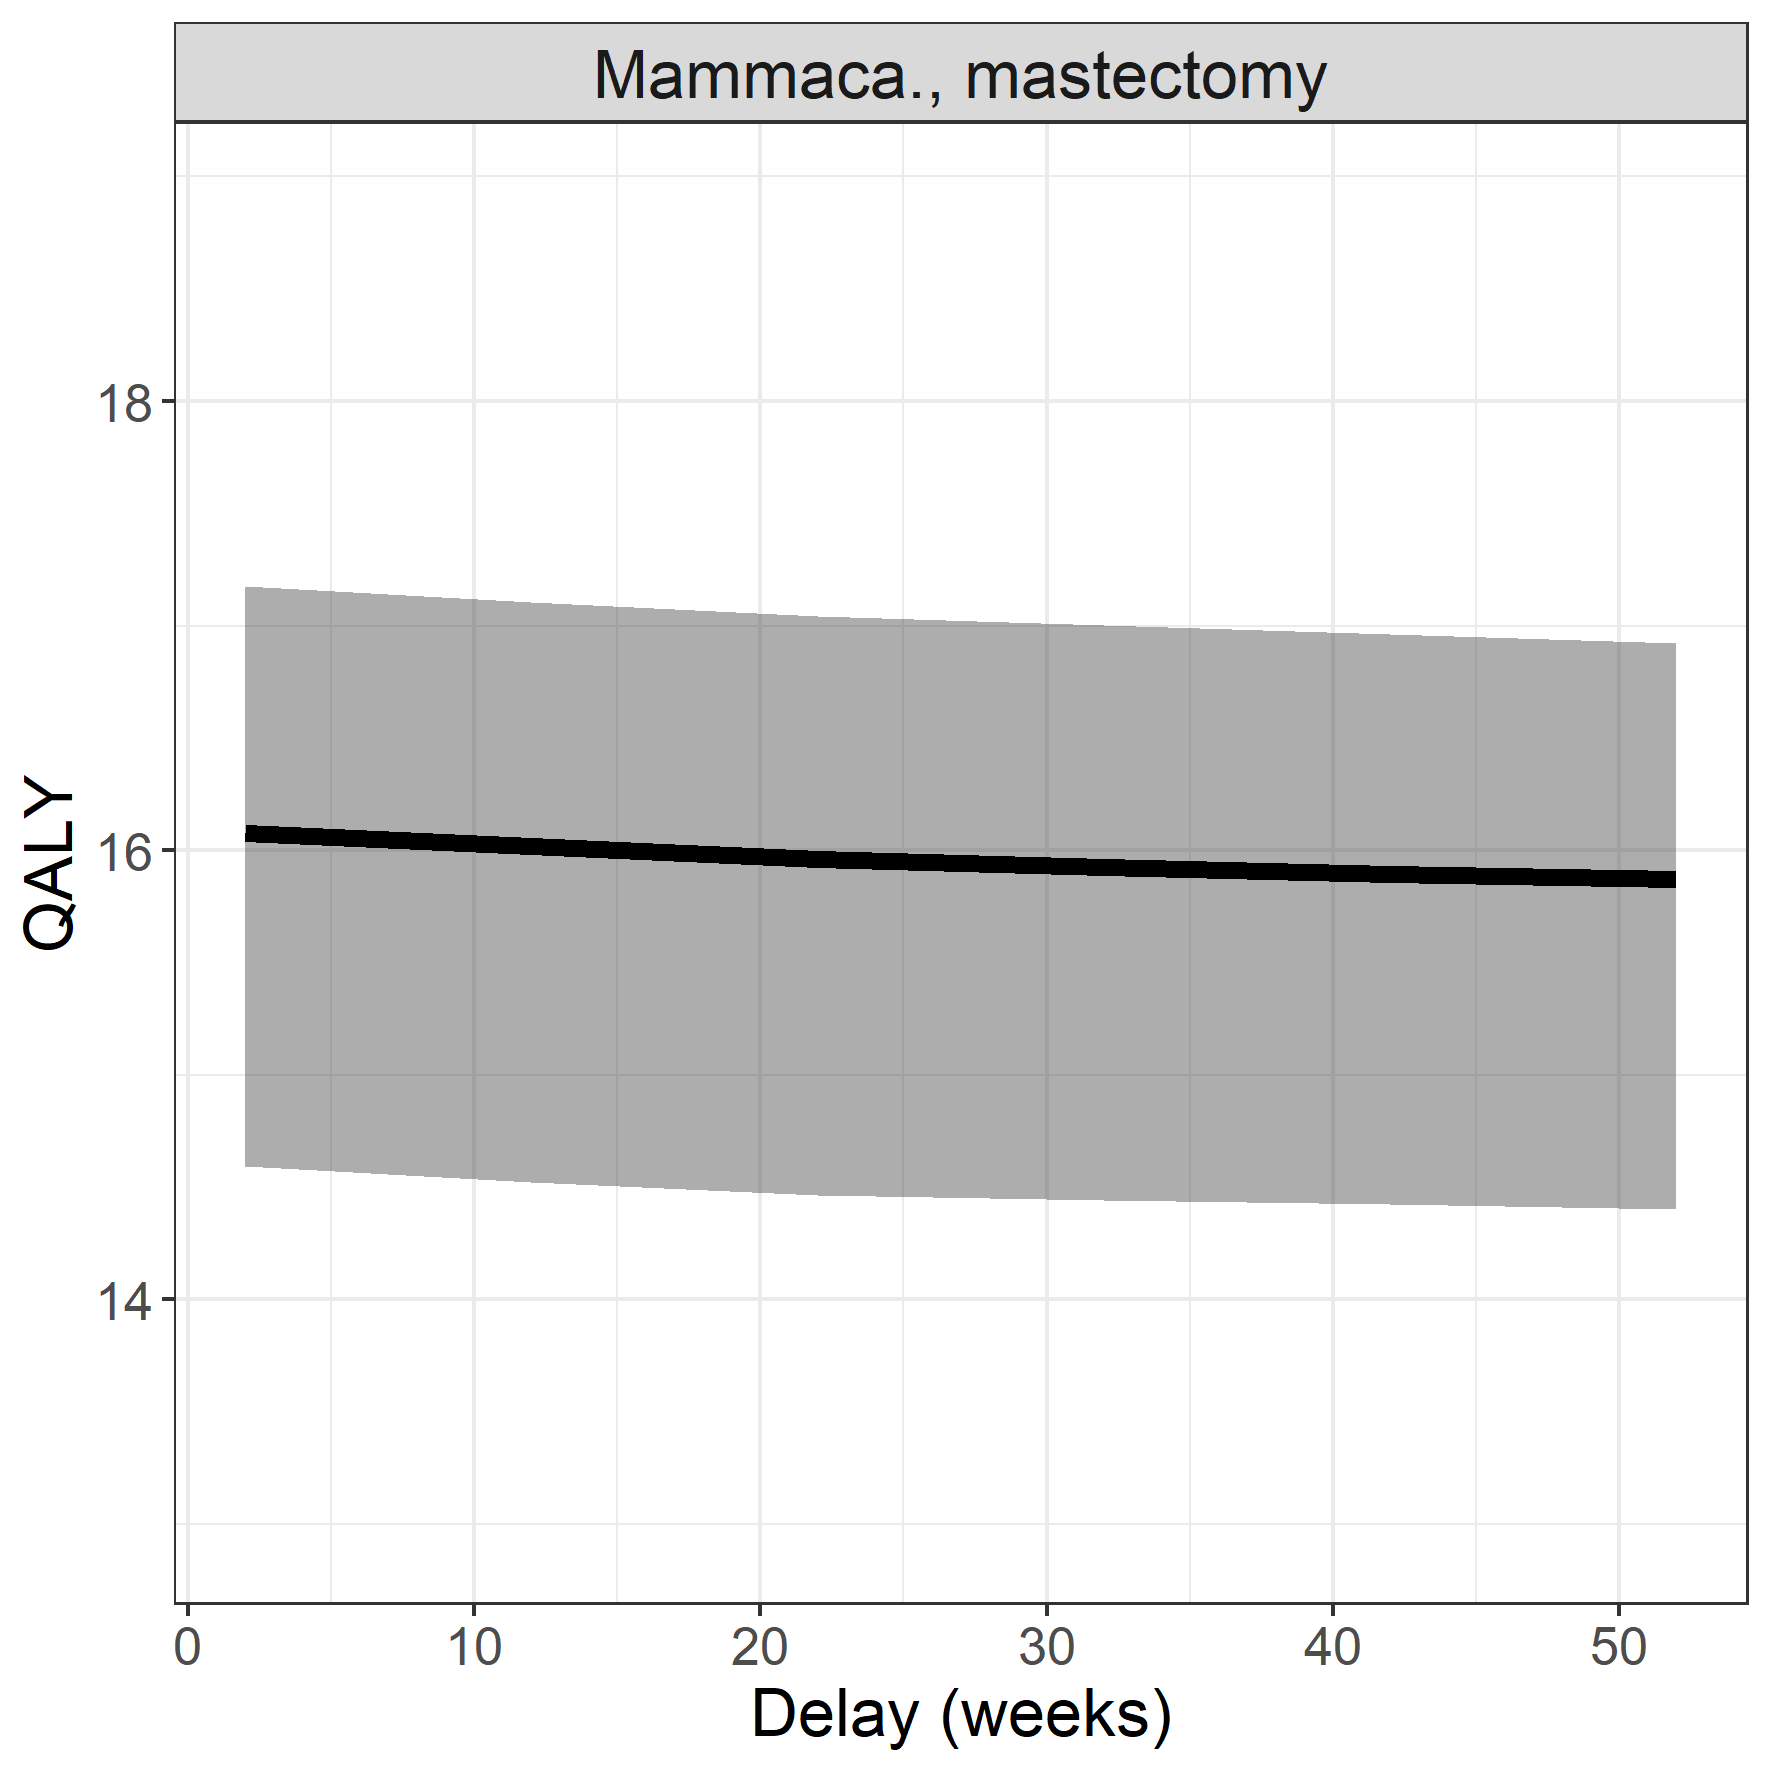 Mammaca., mastectomy
QALY
18
16
14
0 10 20 30 40 50
Delay (weeks)